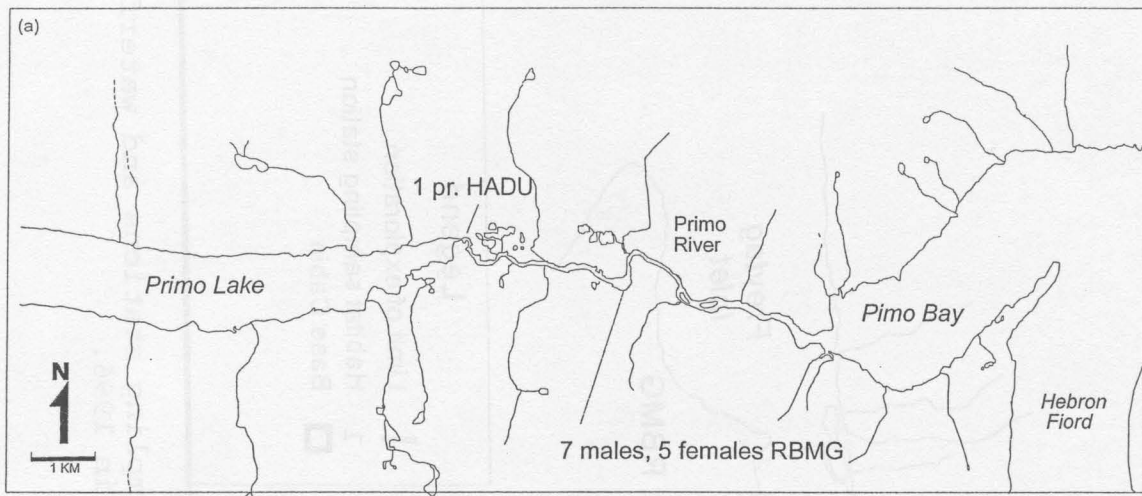 (a)
1 pr. HADU
Primo
River
Primo Lake
Pimo Bay
N
1 KM
7 males, 5 females RBMG
Hebron
Fiord